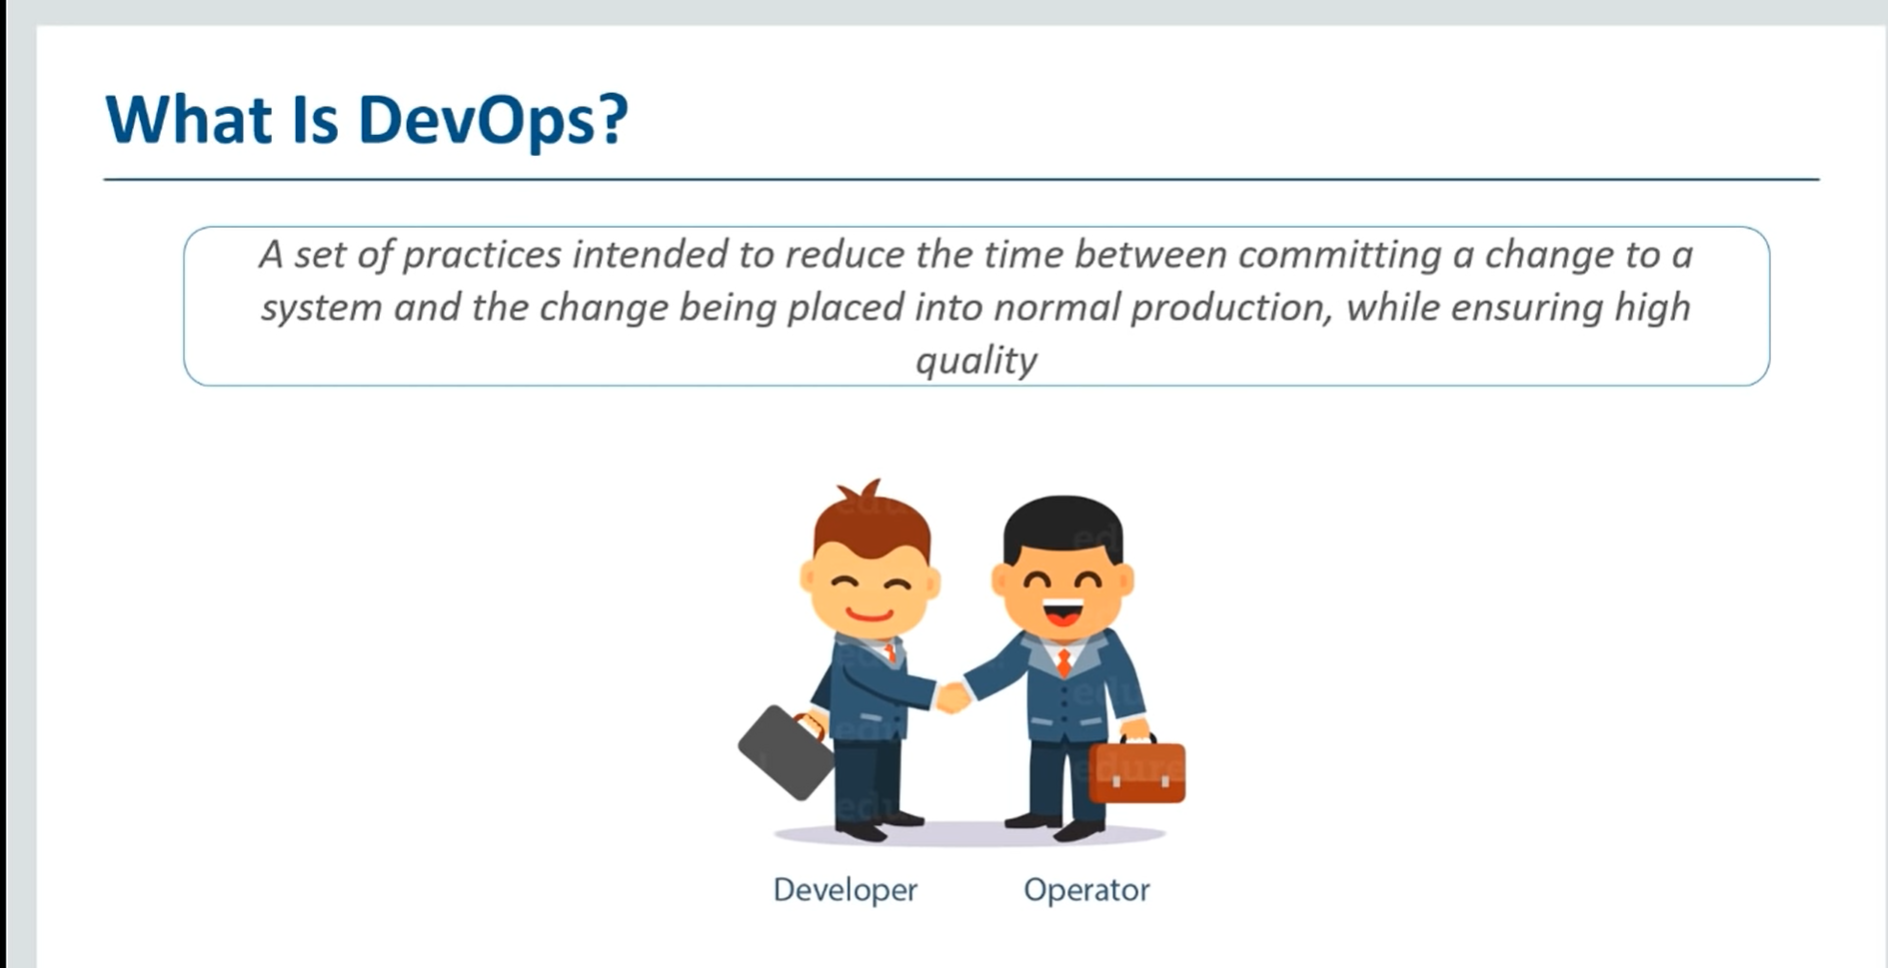 What Is DevOps?
A set of practices intended to reduce the time between committing a change to a
system and the change being placed into normal production, while ensuring high
quality
Developer
Operator